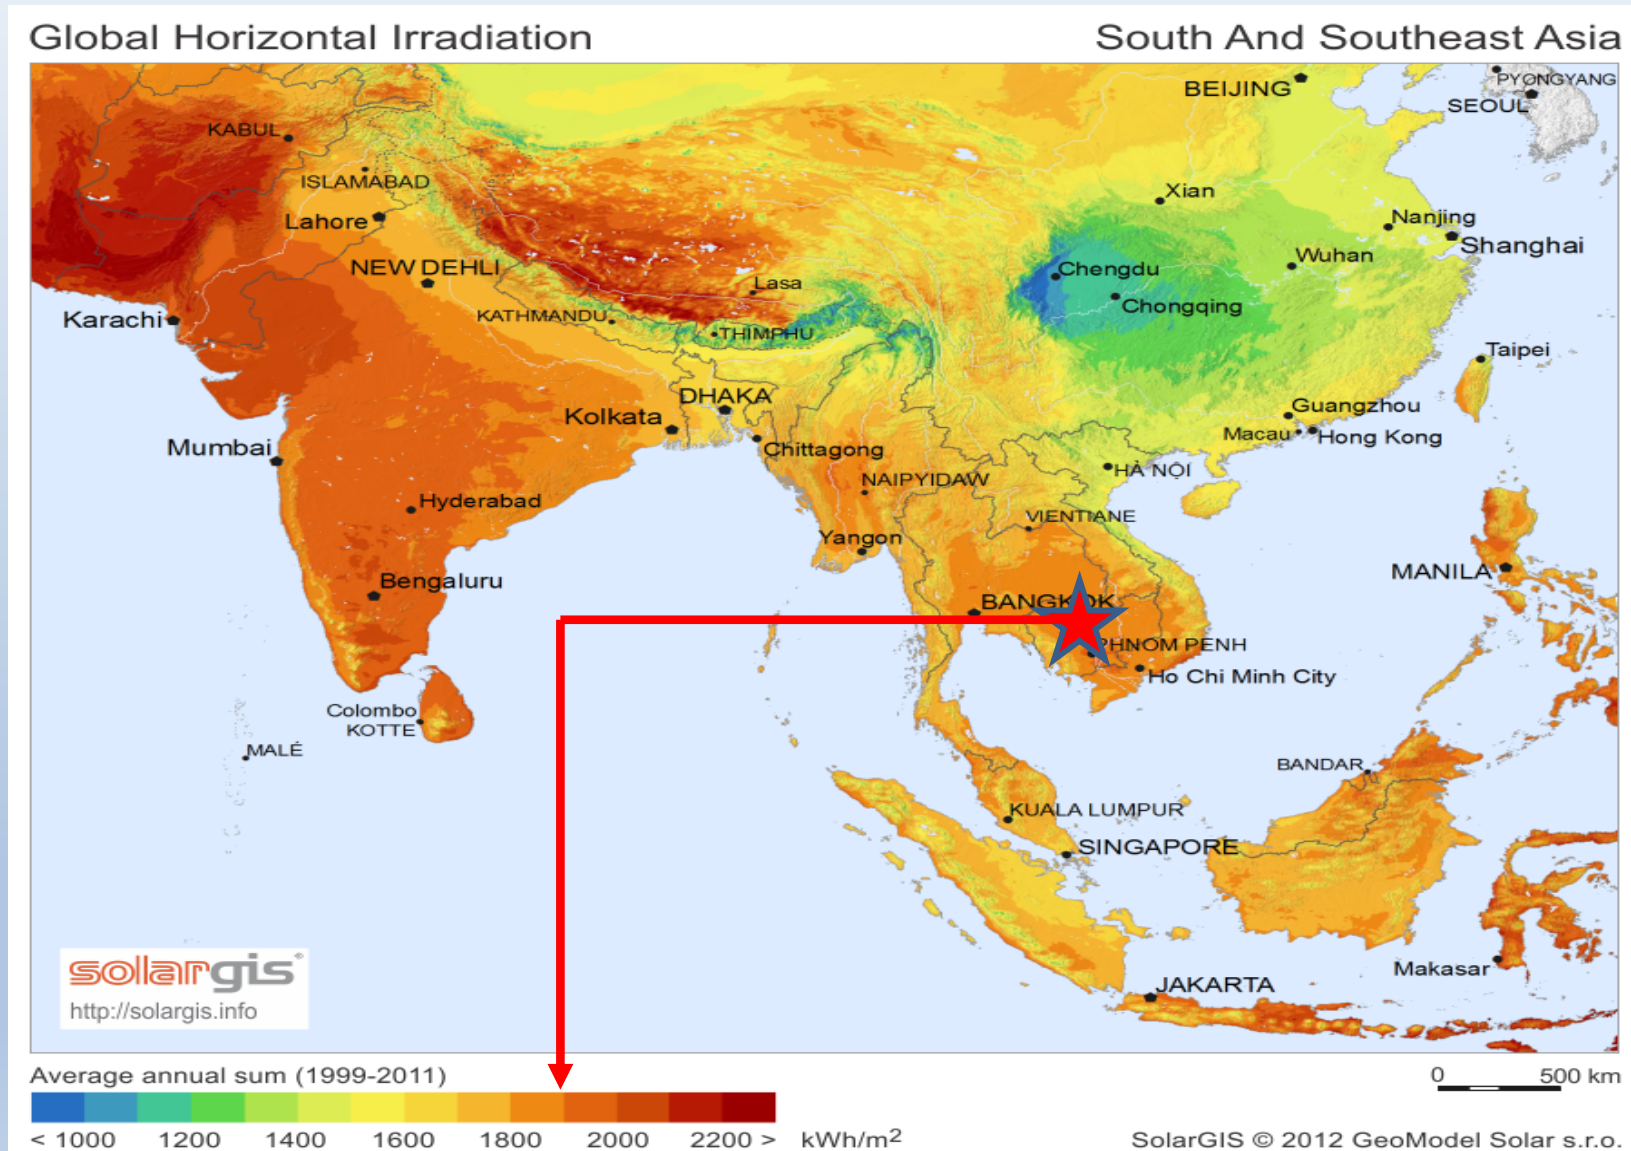 Global Horizontal Irradiation
South And Southeast Asia
BEIJING
PYONGYANG
SEOUL
KABUL
ISLAMABAD
Lahore
Xian
Nanjing
Shanghai
NEW DEHLI
Wuhan
Chengdu
Lasa
Chongqing
Karachi
KATHMANDU
THIMPHU
Taipei
DHAKA
Kolkata
Guangzhou
Macau
Hong Kong
Mumbai
Chittagong
HÀ NỘI
NAIPYIDAW
Hyderabad
VIENTIANE
Yangon
MANILA
Bengaluru
BANGKOK
PHNOM PENH
Ho Chi Minh City
Colombo
KOTTE
MALÉ
BANDAR
KUALA LUMPUR
SINGAPORE
Makasar
JAKARTA
solargis®
http://solargis.info
Average annual sum (1999-2011)
0 500 km
< 1000 1200 1400 1600 1800 2000 2200 > kWh/m2
SolarGIS © 2012 GeoModel Solar s.r.o.